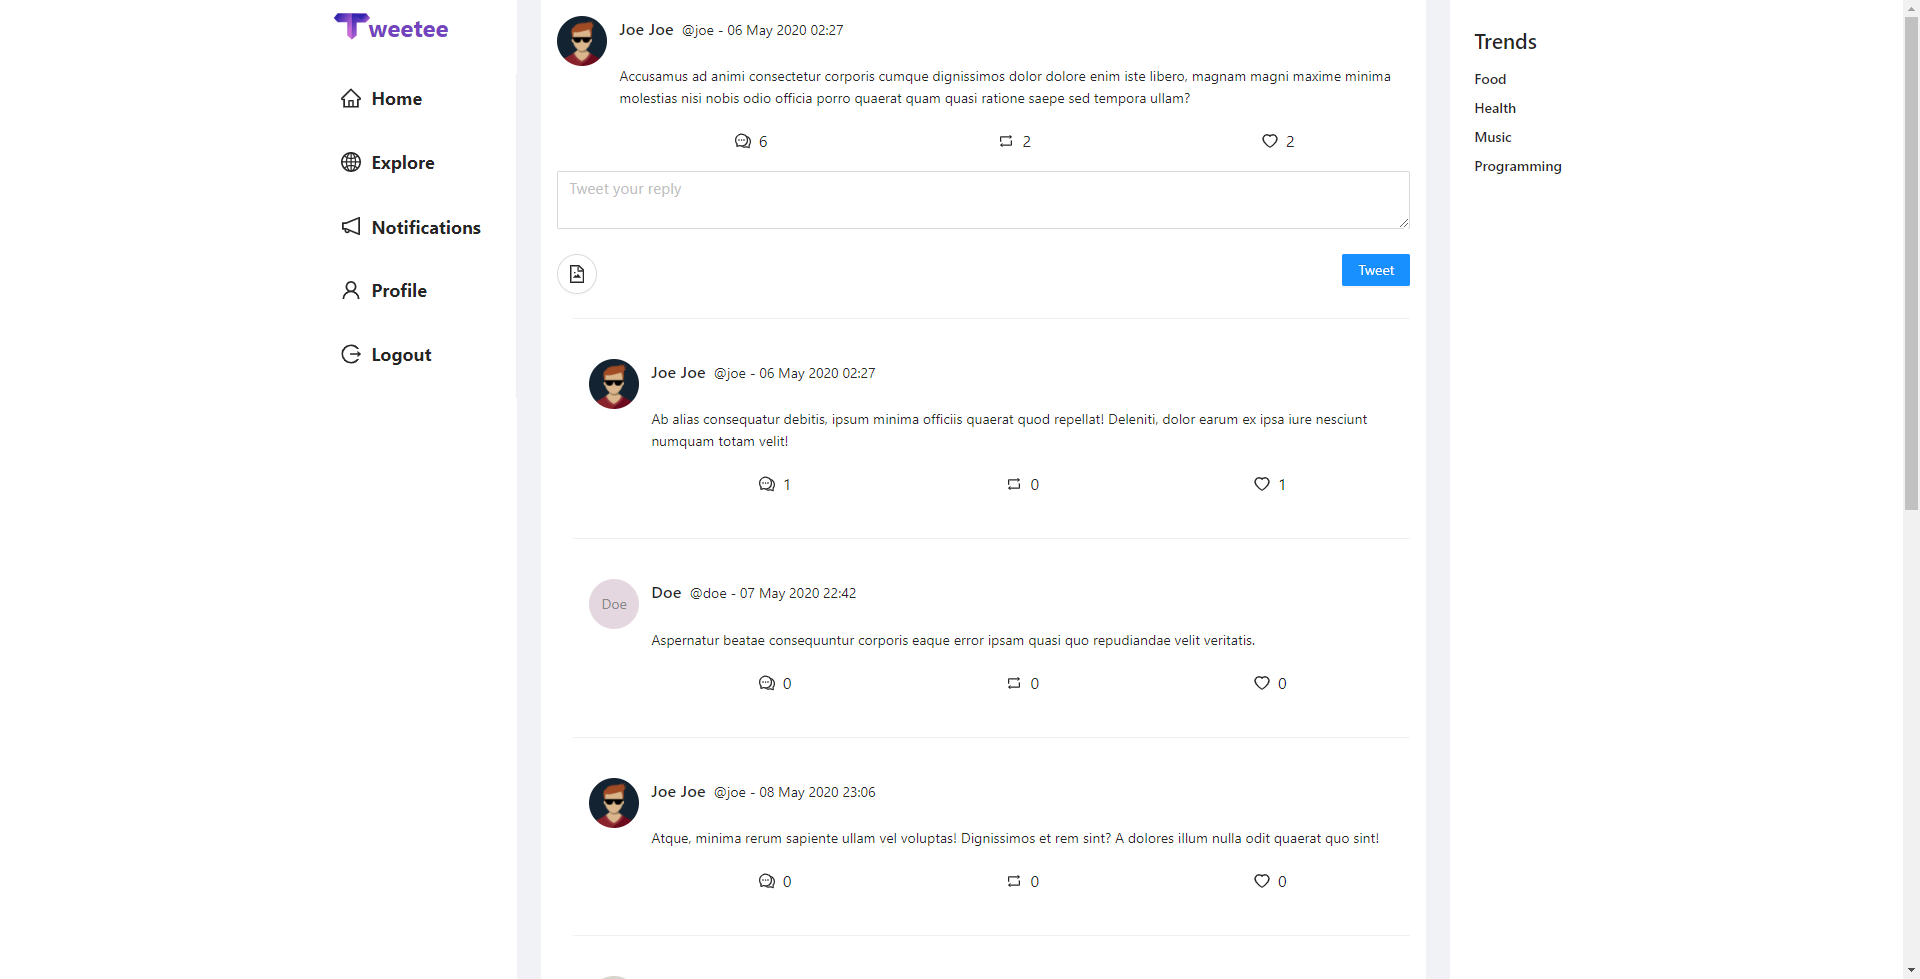 Tweetee
Home
Explore
Notifications
Profile
Logout
Joe Joe @joe - 06 May 2020 02:27
Accusamus ad animi consectetur corporis cumque dignissimos dolor dolore enim iste libero, magnam magni maxime minima
molestias nisi nobis odio officia porro quaerat quam quasi ratione saepe sed tempora ullam?
6 2 2
Tweet your reply
Tweet
Joe Joe @joe - 06 May 2020 02:27
Ab alias consequatur debitis, ipsum minima officiis quaerat quod repellat! Deleniti, dolor earum ex ipsa iure nesciunt
numquam totam velit!
1 0 1
Doe
Doe @doe - 07 May 2020 22:42
Aspernatur beatae consequuntur corporis eaque error ipsam quasi quo repudiandae velit veritatis.
0 0 0
Joe Joe @joe - 08 May 2020 23:06
Atque, minima rerum sapiente ullam vel voluptas! Dignissimos et rem sint? A dolores illum nulla odit quaerat quo sint!
0 0 0
Trends
Food
Health
Music
Programming